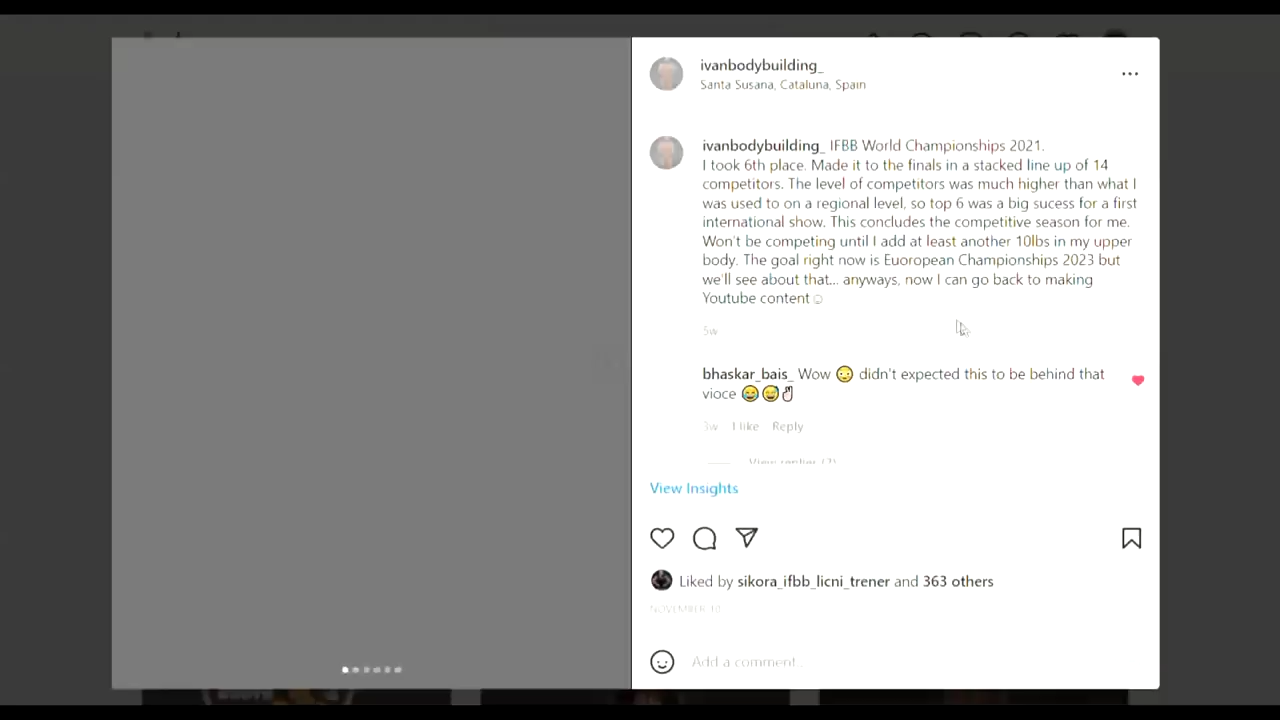 ivanbodybuilding_
Santa Susana, Cataluna, Spain
ivanbodybuilding_ IFBB World Championships 2021.
I took 6th place. Made it to the finals in a stacked line up of 14
competitors. The level of competitors was much higher than what I
was used to on a regional level, so top 6 was a big sucess for a first
international show. This concludes the competitive season for me.
Won't be competing until I add at least another 10lbs in my upper
body. The goal right now is Euoropean Championships 2023 but
we'll see about that... anyways, now I can go back to making
Youtube content
5w
bhaskar_bais_ Wow 😳 didn't expected this to be behind that
vioce 😂😅
3w 1 like Reply
View replies (2)
View Insights
Liked by sikora_ifbb_licni_trener and 363 others
NOVEMBER 10
Add a comment...